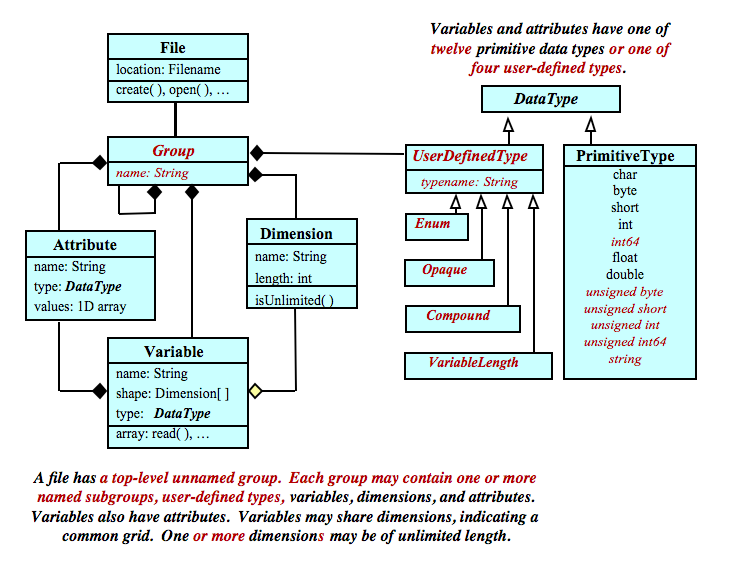 Variables and attributes have one of
twelve primitive data types or one of
four user-defined types.
File
location: Filename
create( ), open( ), …
DataType
Group
name: String
UserDefinedType
typename: String
PrimitiveType
char
byte
short
int
int64
float
double
unsigned byte
unsigned short
unsigned int
unsigned int64
string
Enum
Opaque
Compound
VariableLength
Attribute
name: String
type: DataType
values: 1D array
Dimension
name: String
length: int
isUnlimited( )
Variable
name: String
shape: Dimension[ ]
type: DataType
array: read( ), …
A file has a top-level unnamed group. Each group may contain one or more
named subgroups, user-defined types, variables, dimensions, and attributes.
Variables also have attributes. Variables may share dimensions, indicating a
common grid. One or more dimensions may be of unlimited length.